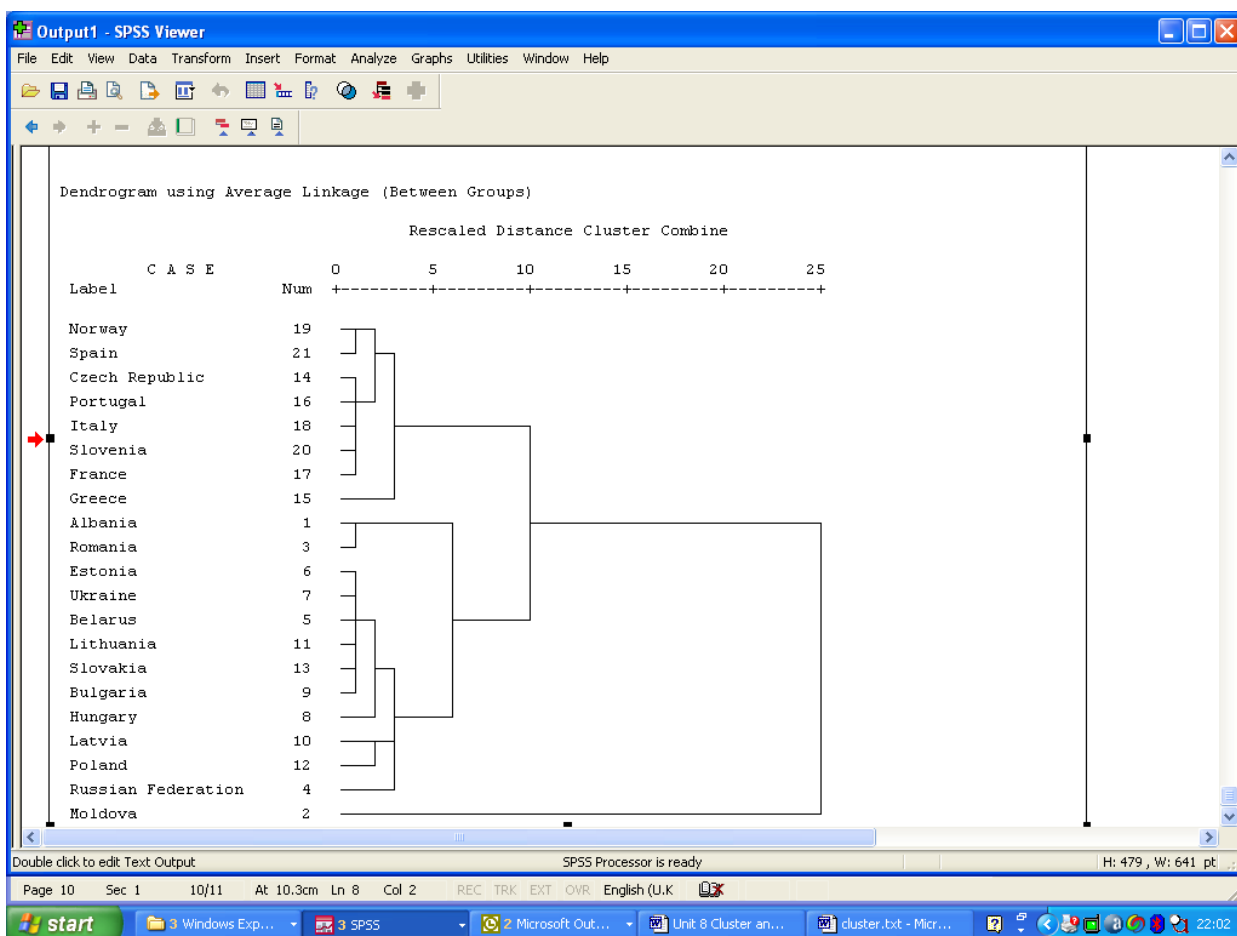 Output1 - SPSS Viewer
File Edit View Data Transform Insert Format Analyze Graphs Utilities Window Help
Dendrogram using Average Linkage (Between Groups)
Rescaled Distance Cluster Combine
C A S E 0 5 10 15 20 25
Label Num +---------+---------+---------+---------+---------+
Norway 19
Spain 21
Czech Republic 14
Portugal 16
Italy 18
Slovenia 20
France 17
Greece 15
Albania 1
Romania 3
Estonia 6
Ukraine 7
Belarus 5
Lithuania 11
Slovakia 13
Bulgaria 9
Hungary 8
Latvia 10
Poland 12
Russian Federation 4
Moldova 2
Double click to edit Text Output SPSS Processor is ready H: 479 , W: 641 pt
Page 10 Sec 1 10/11 At 10.3cm Ln 8 Col 2 REC TRK EXT OVR English (U.K
start 3 Windows Exp... 3 SPSS 2 Microsoft Out... Unit 8 Cluster an... cluster.txt - Micr... 22:02